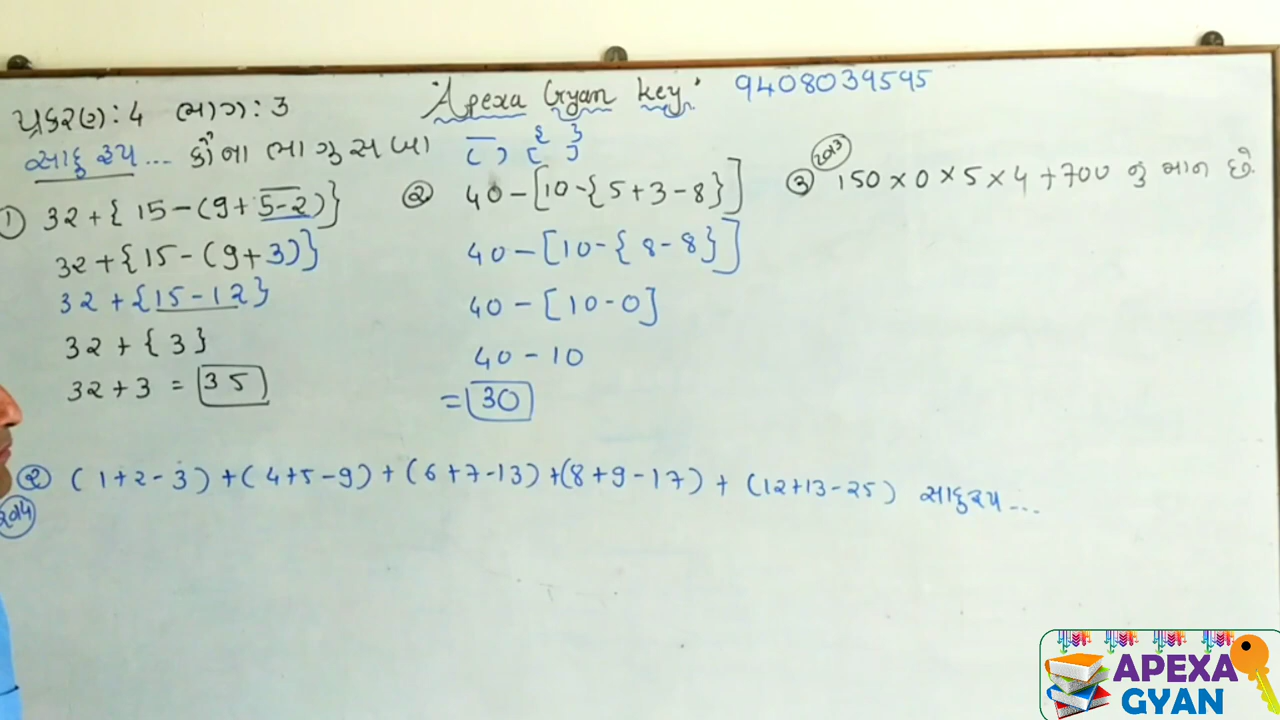 પ્રકરણ : 4 ભાગ : 3 "Apexa Gyan key" 9408039595
સાદુ રૂપ ... કૌંના ભાગુ સ બા — ( ) { } [ ]
① 32 + { 15 - (9 + 5-2) }
32 + { 15 - (9 + 3) }
32 + { 15 - 12 }
32 + { 3 }
32 + 3 = 35
② 40 - [ 10 - { 5 + 3 - 8 } ]
40 - [ 10 - { 8 - 8 } ]
40 - [ 10 - 0 ]
40 - 10
= 30
2013
③ 150 × 0 × 5 × 4 + 700 નુ માન છે.
② (1+2-3) + (4+5-9) + (6+7-13) + (8+9-17) + (12+13-25) સાદુરૂપ ...
APEXA
GYAN